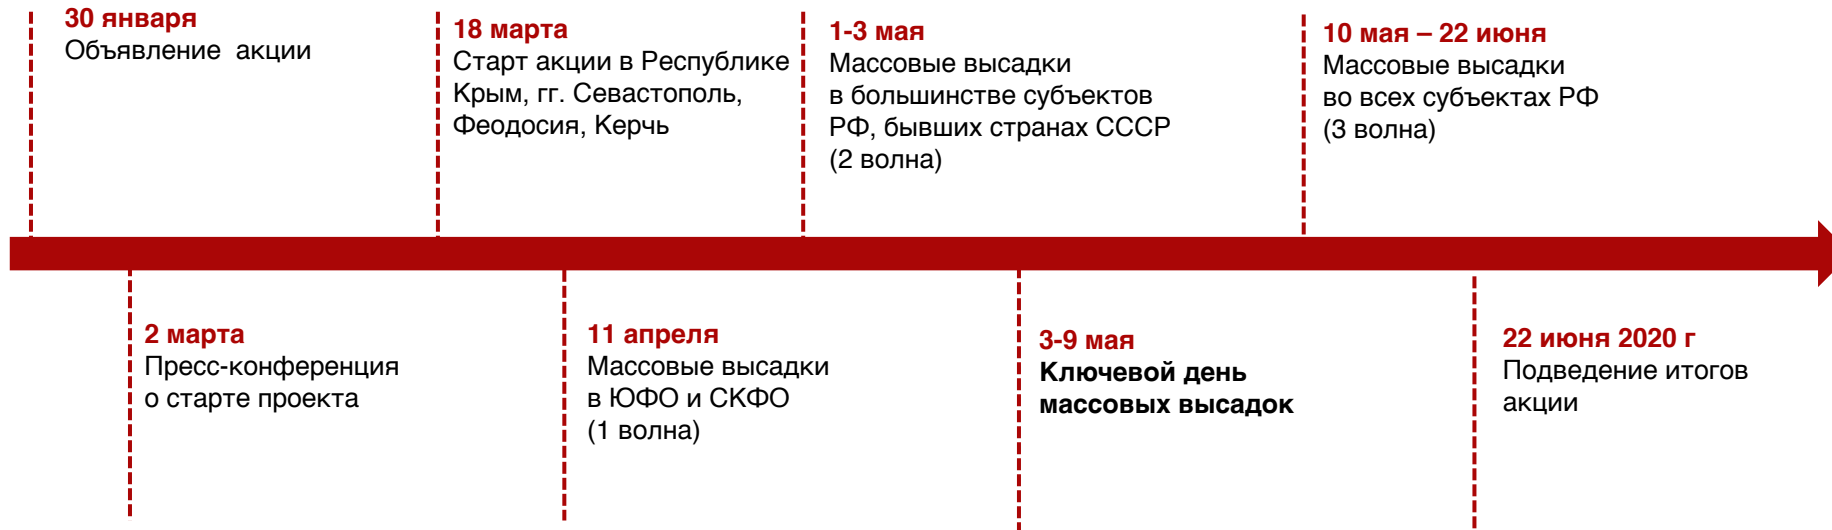 30 января
Объявление акции
18 марта
Старт акции в Республике
Крым, гг. Севастополь,
Феодосия, Керчь
1-3 мая
Массовые высадки
в большинстве субъектов
РФ, бывших странах СССР
(2 волна)
10 мая – 22 июня
Массовые высадки
во всех субъектах РФ
(3 волна)
2 марта
Пресс-конференция
о старте проекта
11 апреля
Массовые высадки
в ЮФО и СКФО
(1 волна)
3-9 мая
Ключевой день
массовых высадок
22 июня 2020 г
Подведение итогов
акции